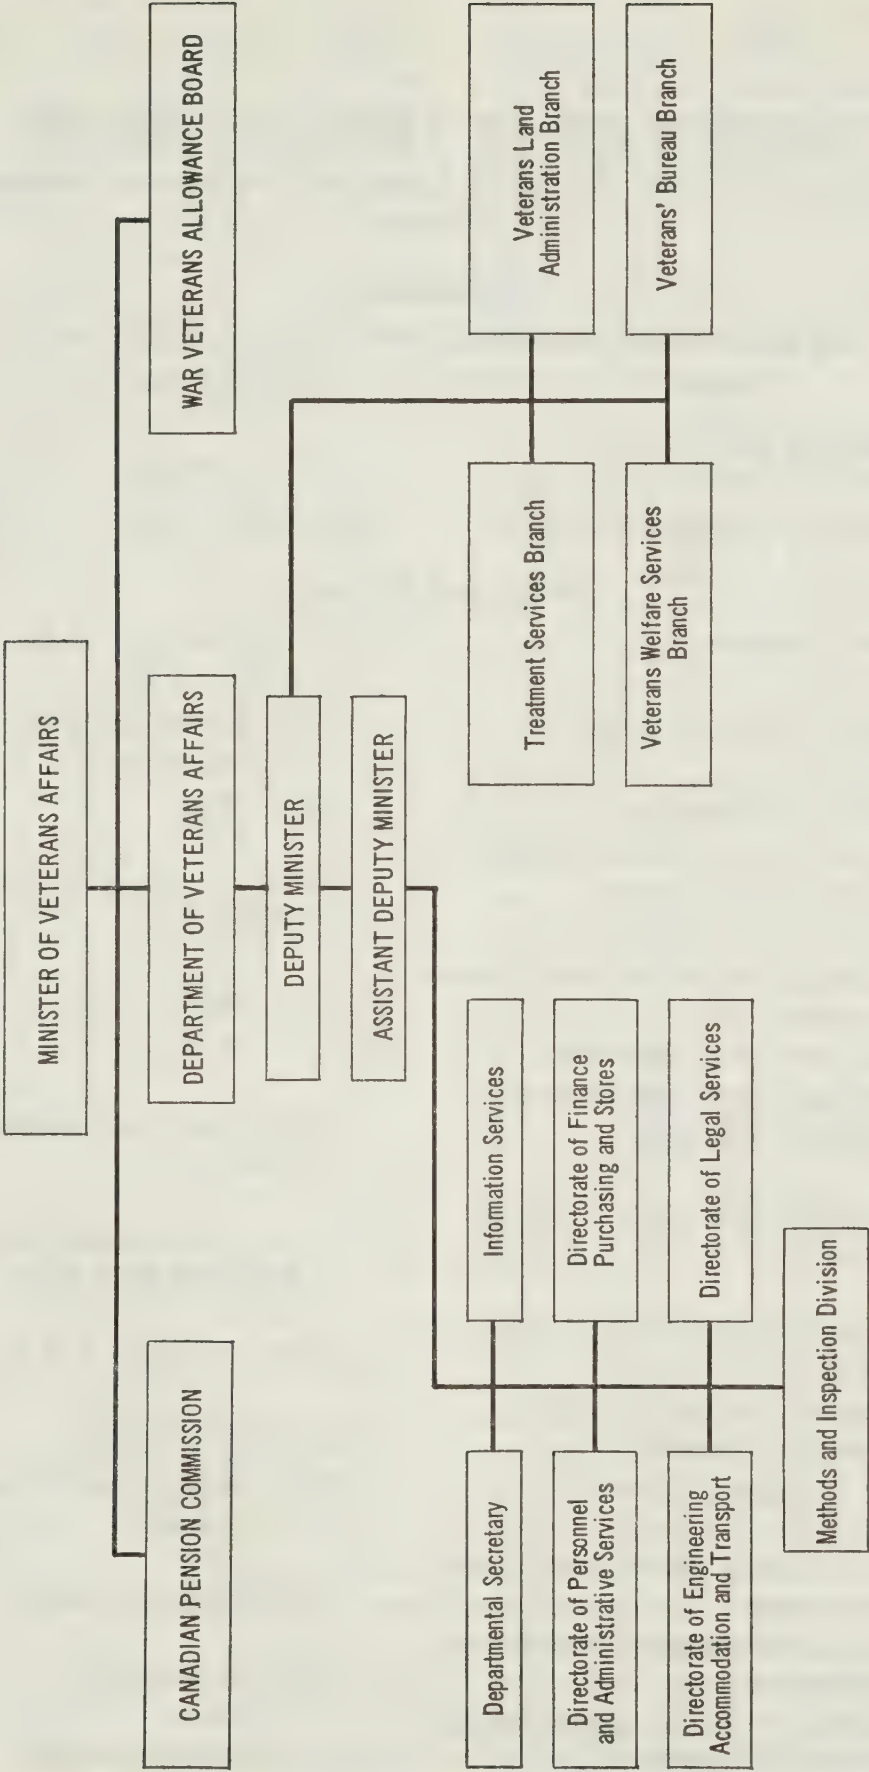 MINISTER OF VETERANS AFFAIRS
CANADIAN PENSION COMMISSION
DEPARTMENT OF VETERANS AFFAIRS
WAR VETERANS ALLOWANCE BOARD
DEPUTY MINISTER
ASSISTANT DEPUTY MINISTER
Departmental Secretary
Information Services
Directorate of Personnel
and Administrative Services
Directorate of Finance
Purchasing and Stores
Directorate of Engineering
Accommodation and Transport
Directorate of Legal Services
Methods and Inspection Division
Treatment Services Branch
Veterans Land
Administration Branch
Veterans Welfare Services
Branch
Veterans' Bureau Branch